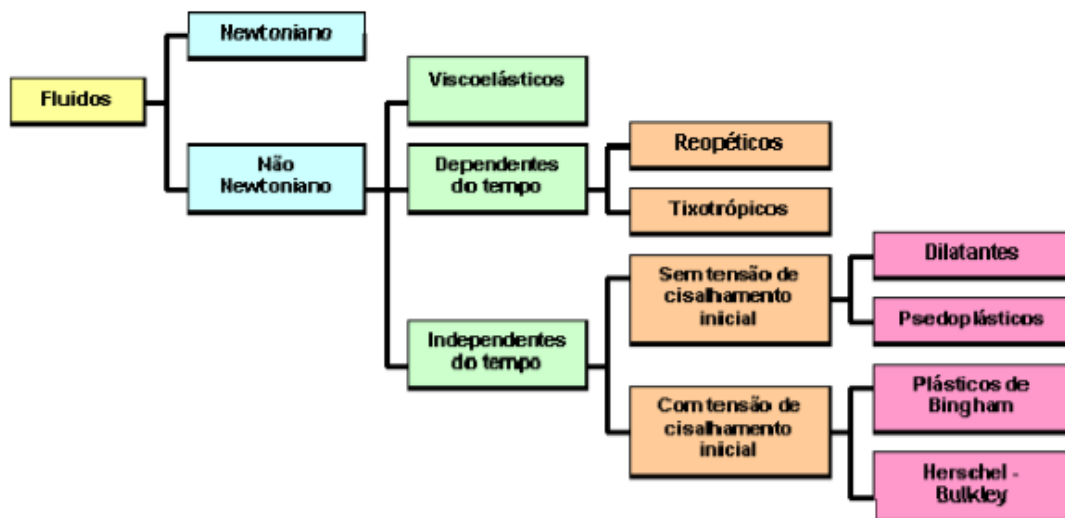 Fluidos
Newtoniano
Não
Newtoniano
Viscoelásticos
Dependentes
do tempo
Independentes
do tempo
Reopéticos
Tixotrópicos
Sem tensão de
cisalhamento
inicial
Com tensão de
cisalhamento
inicial
Dilatantes
Psedoplásticos
Plásticos de
Bingham
Herschel -
Bulkley